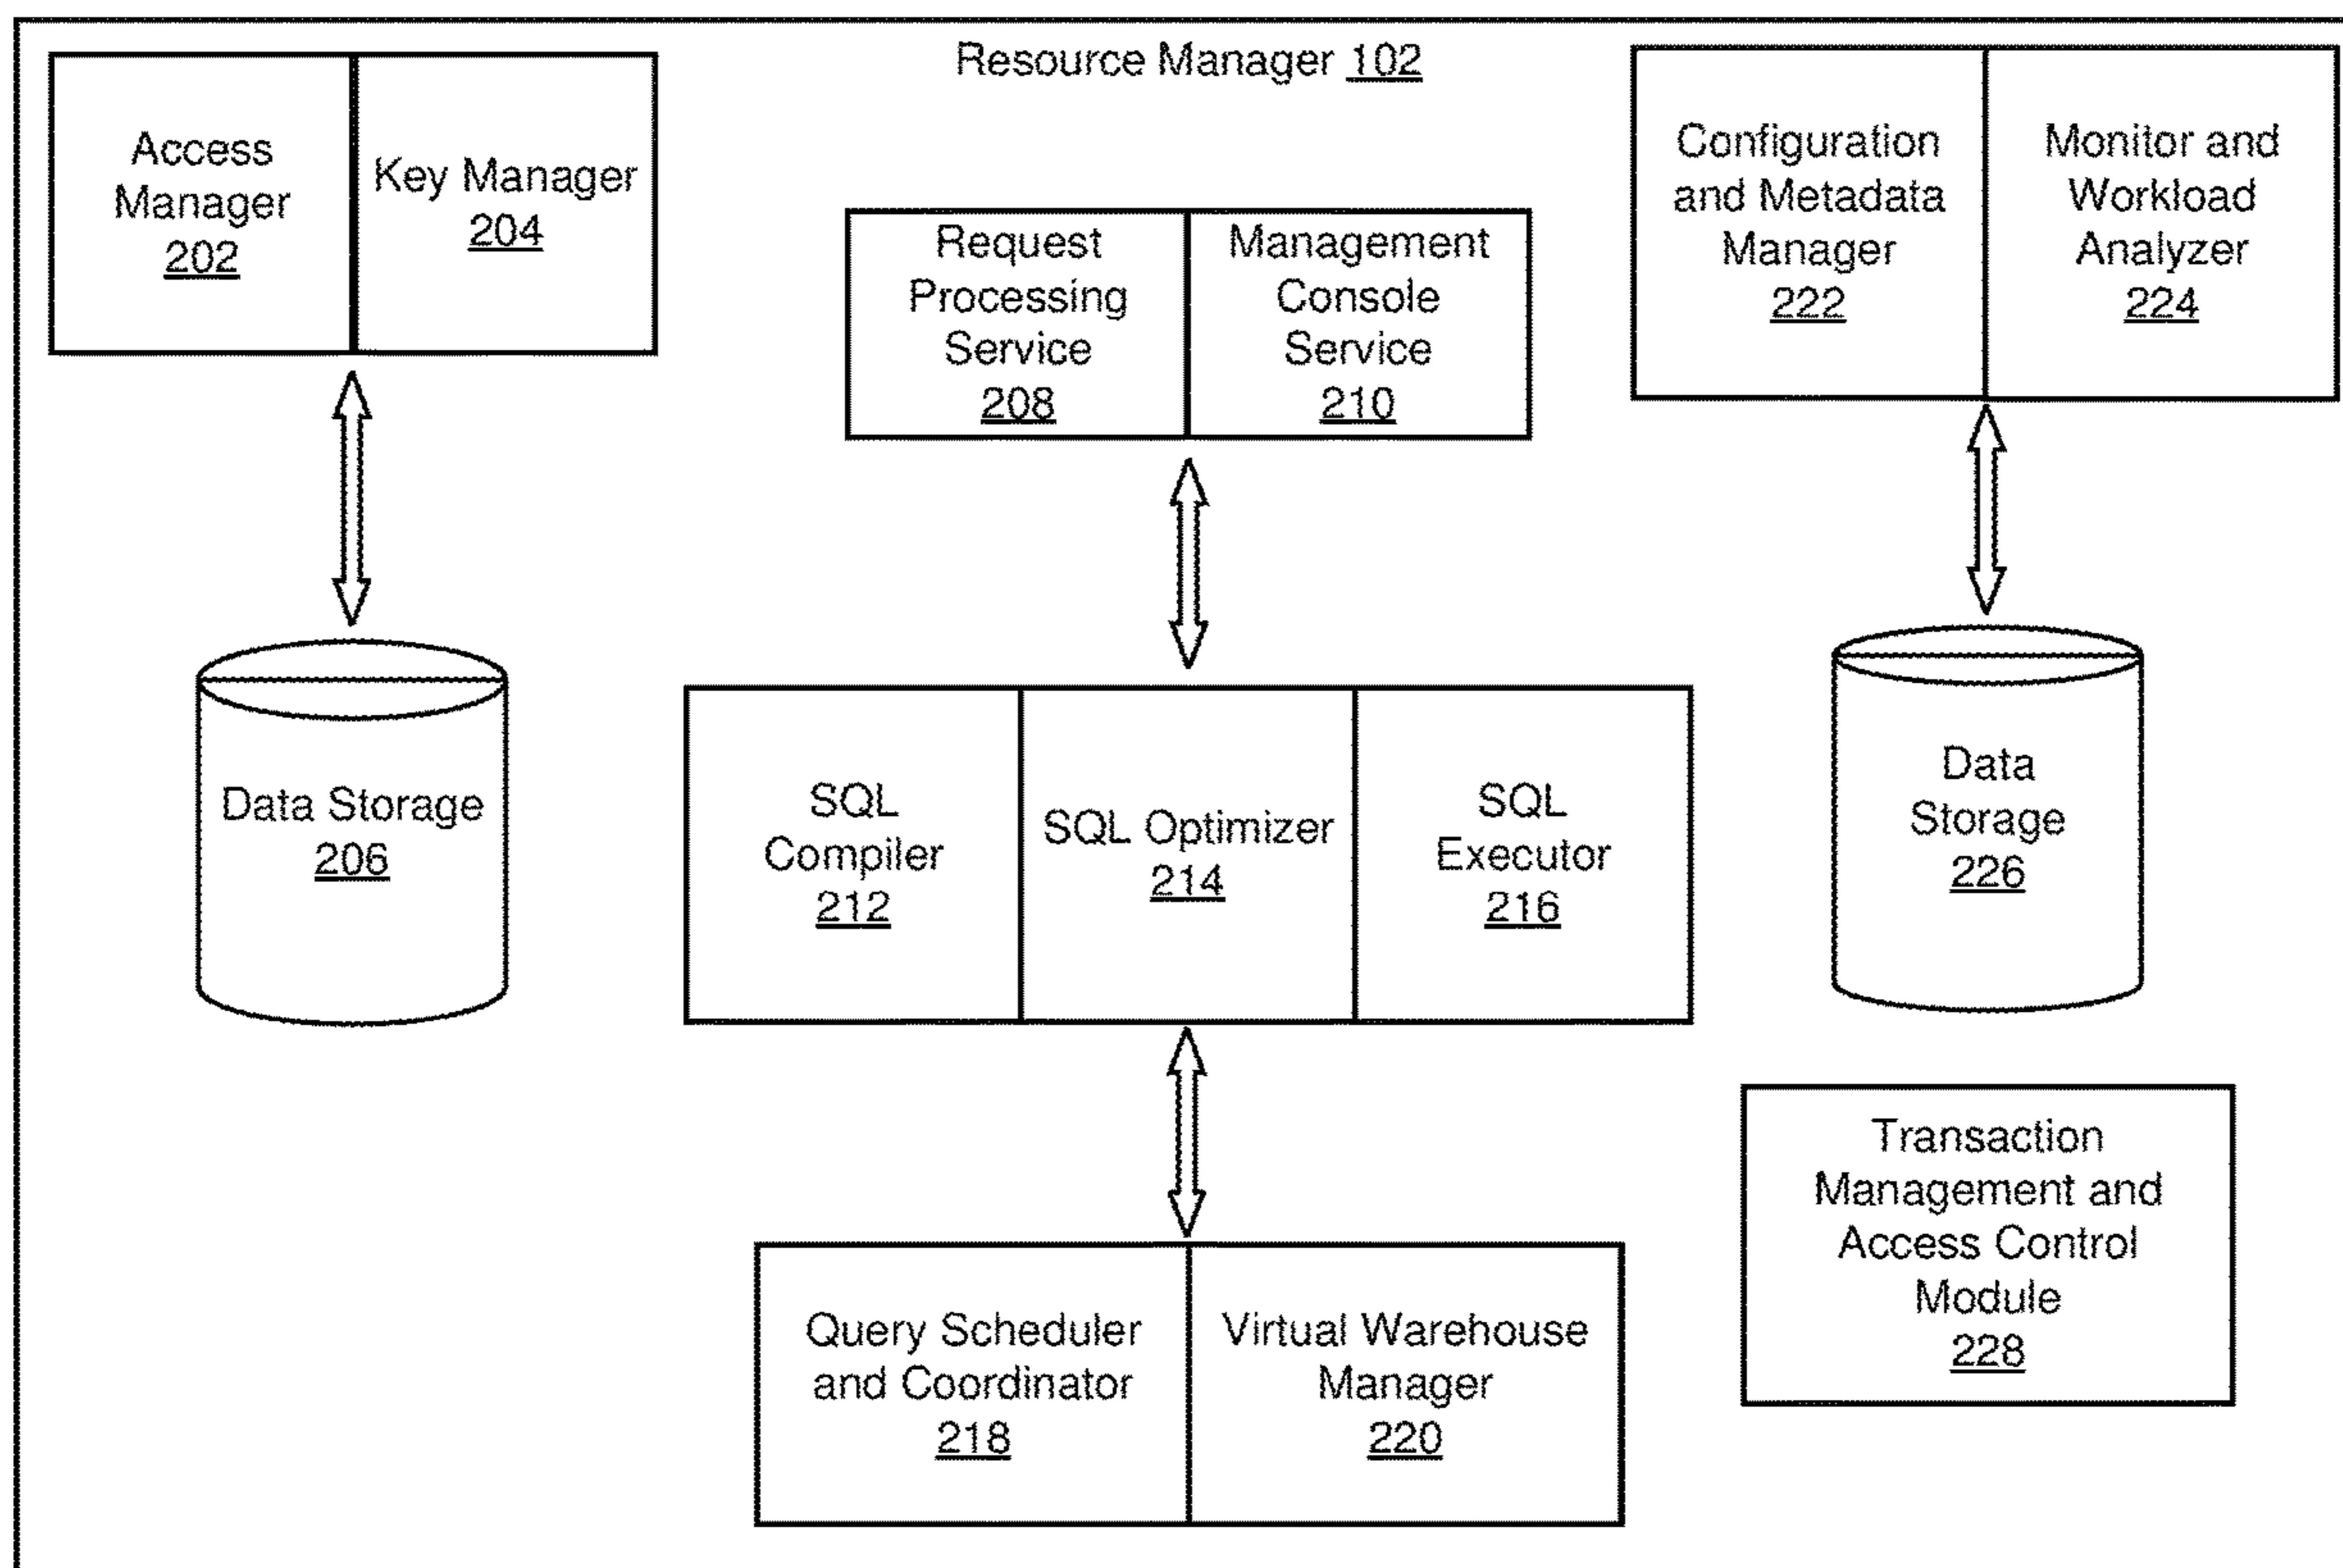 Resource Manager 102
Access
Manager
202
Key Manager
204
Request
Processing
Service
208
Management
Console
Service
210
Configuration
and Metadata
Manager
222
Monitor and
Workload
Analyzer
224
Data Storage
206
SQL
Compiler
212
SQL Optimizer
214
SQL
Executor
216
Data
Storage
226
Query Scheduler
and Coordinator
218
Virtual Warehouse
Manager
220
Transaction
Management and
Access Control
Module
228